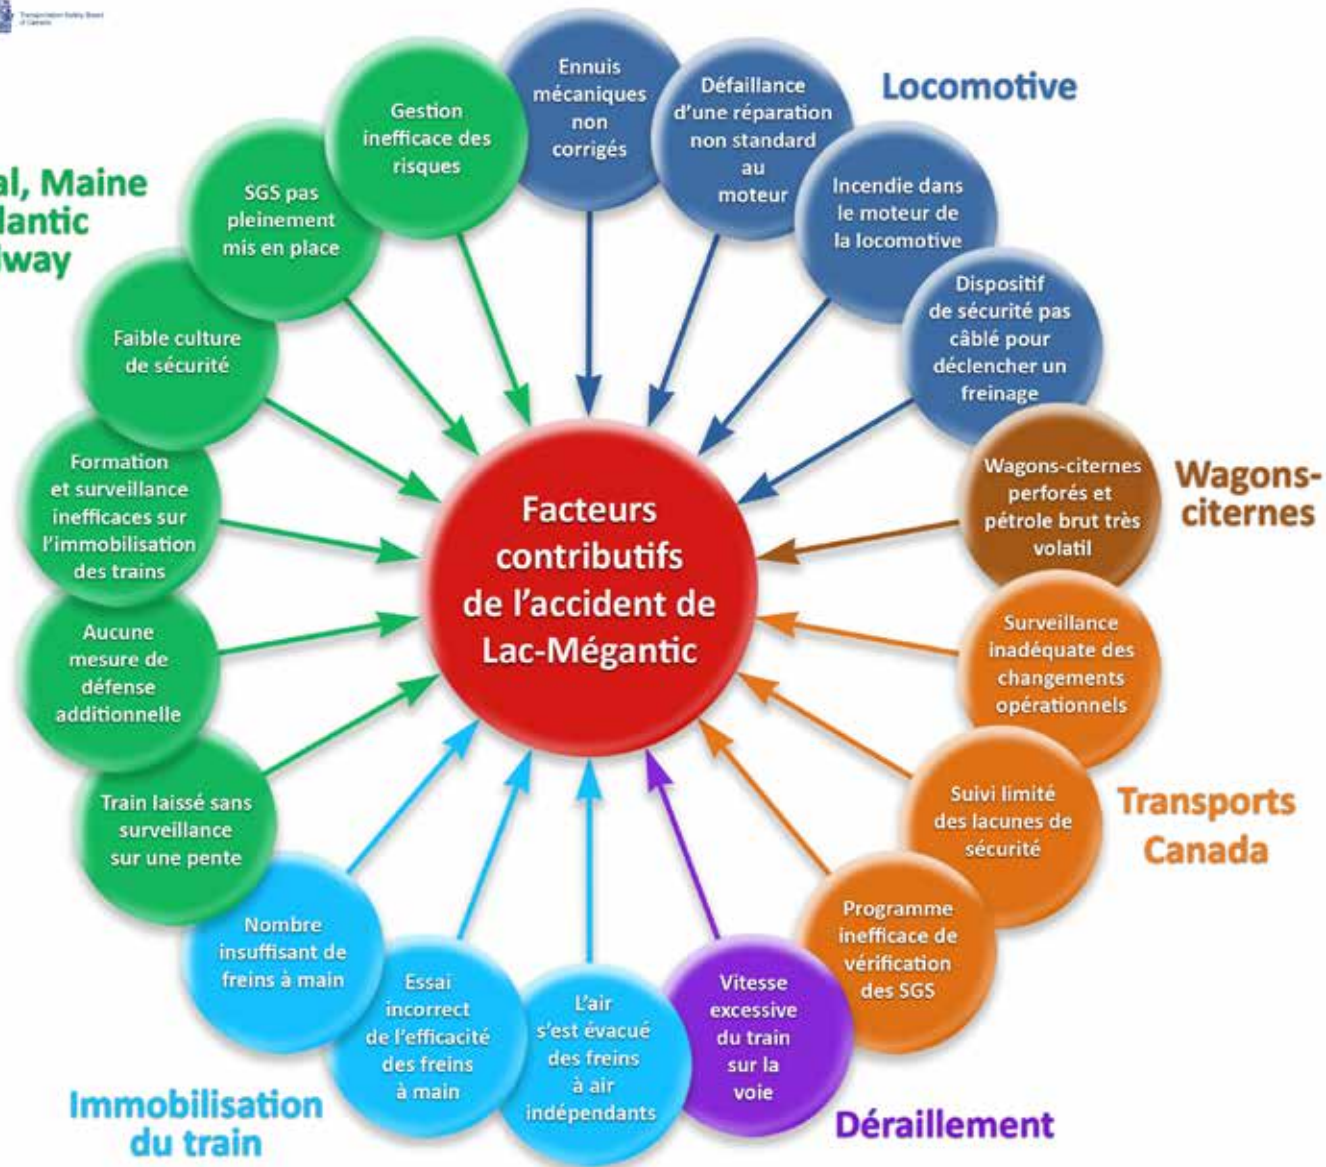 Transportation Safety Board
of Canada
Locomotive
Ennuis
mécaniques
non
corrigés
Défaillance
d'une réparation
non standard
au
moteur
Incendie dans
le moteur de
la locomotive
Dispositif
de sécurité pas
câblé pour
déclencher un
freinage
Wagons-
citernes
Wagons-citernes
perforés et
pétrole brut très
volatil
Transports
Canada
Surveillance
inadéquate des
changements
opérationnels
Suivi limité
des lacunes de
sécurité
Programme
inefficace de
vérification
des SGS
Déraillement
Vitesse
excessive
du train
sur la
voie
Immobilisation
du train
L'air
s'est évacué
des freins
à air
indépendants
Essai
incorrect
de l'efficacité
des freins
à main
Nombre
insuffisant de
freins à main
al, Maine
lantic
lway
Train laissé sans
surveillance
sur une pente
Aucune
mesure de
défense
additionnelle
Formation
et surveillance
inefficaces sur
l'immobilisation
des trains
Faible culture
de sécurité
SGS pas
pleinement
mis en place
Gestion
inefficace des
risques
Facteurs
contributifs
de l'accident de
Lac-Mégantic